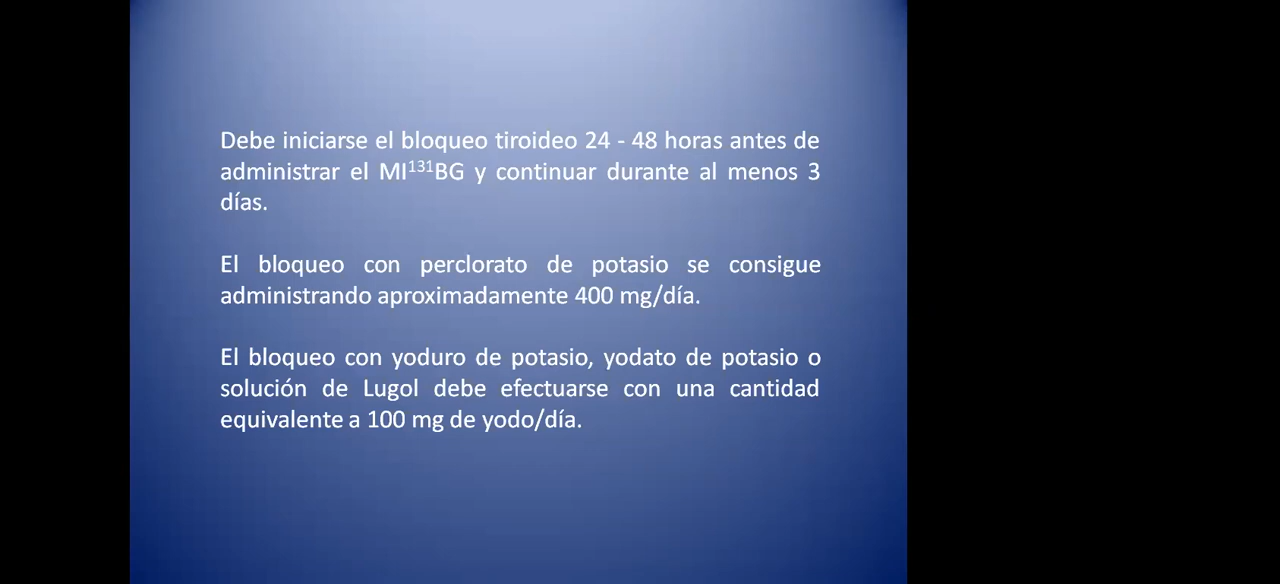 Debe iniciarse el bloqueo tiroideo 24 - 48 horas antes de
administrar el MI¹³¹BG y continuar durante al menos 3
días.
El bloqueo con perclorato de potasio se consigue
administrando aproximadamente 400 mg/día.
El bloqueo con yoduro de potasio, yodato de potasio o
solución de Lugol debe efectuarse con una cantidad
equivalente a 100 mg de yodo/día.